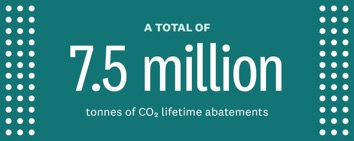 A TOTAL OF
7.5 million
tonnes of CO₂ lifetime abatements